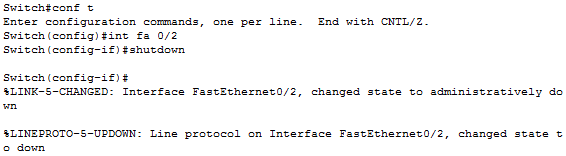 Switch#conf t
Enter configuration commands, one per line.  End with CNTL/Z.
Switch(config)#int fa 0/2
Switch(config-if)#shutdown
Switch(config-if)#
%LINK-5-CHANGED: Interface FastEthernet0/2, changed state to administratively do
wn
%LINEPROTO-5-UPDOWN: Line protocol on Interface FastEthernet0/2, changed state t
o down